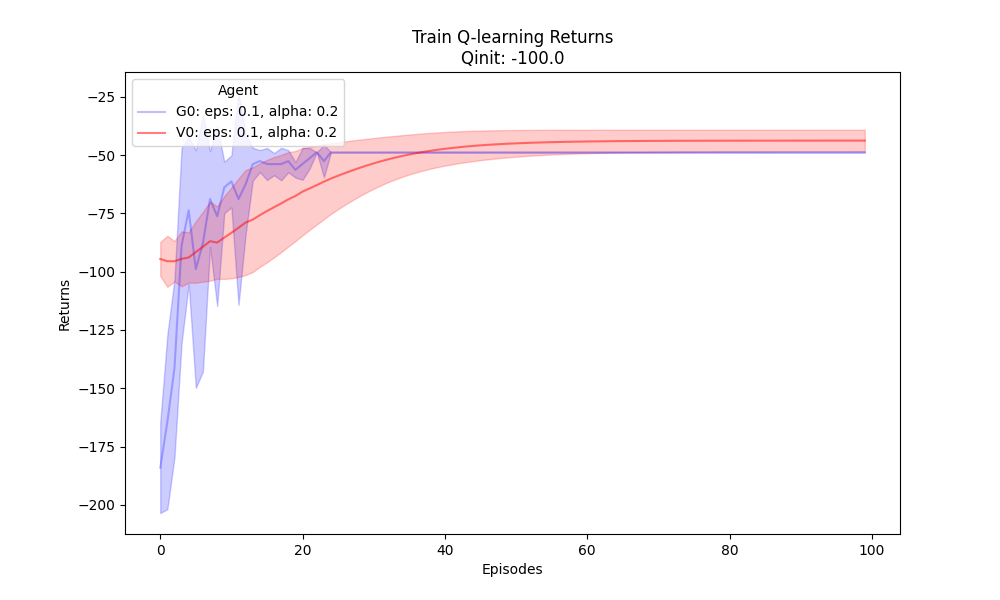 Train Q-learning Returns
Qinit: -100.0
Agent
G0: eps: 0.1, alpha: 0.2
V0: eps: 0.1, alpha: 0.2
Returns
−25
−50
−75
−100
−125
−150
−175
−200
0 20 40 60 80 100
Episodes